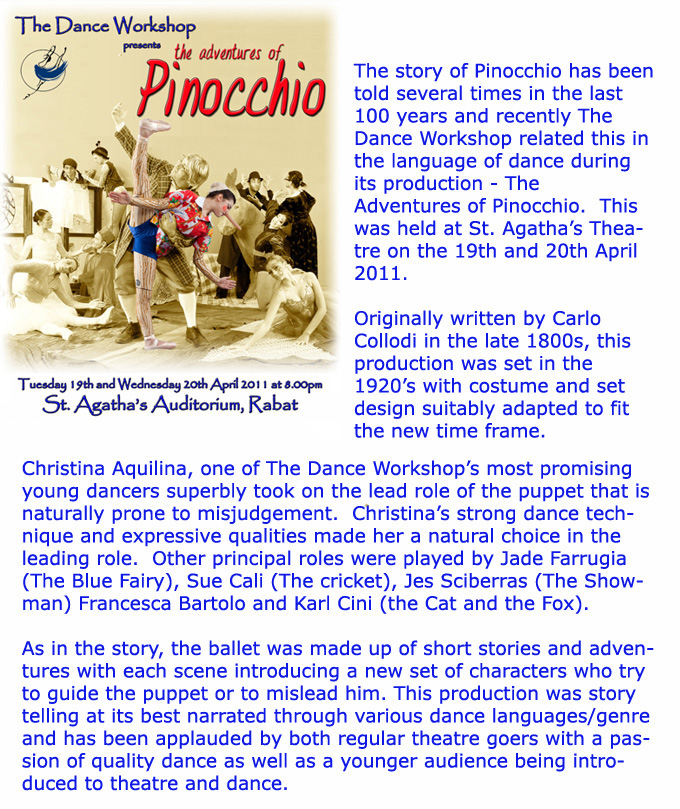 The Dance Workshop
presents
the adventures of
Pinocchio
Tuesday 19th and Wednesday 20th April 2011 at 8.00pm
St. Agatha's Auditorium, Rabat
The story of Pinocchio has been
told several times in the last
100 years and recently The
Dance Workshop related this in
the language of dance during
its production - The
Adventures of Pinocchio.  This
was held at St. Agatha's Thea-
tre on the 19th and 20th April
2011.
Originally written by Carlo
Collodi in the late 1800s, this
production was set in the
1920's with costume and set
design suitably adapted to fit
the new time frame.
Christina Aquilina, one of The Dance Workshop's most promising
young dancers superbly took on the lead role of the puppet that is
naturally prone to misjudgement.  Christina's strong dance tech-
nique and expressive qualities made her a natural choice in the
leading role.  Other principal roles were played by Jade Farrugia
(The Blue Fairy), Sue Cali (The cricket), Jes Sciberras (The Show-
man) Francesca Bartolo and Karl Cini (the Cat and the Fox).
As in the story, the ballet was made up of short stories and adven-
tures with each scene introducing a new set of characters who try
to guide the puppet or to mislead him. This production was story
telling at its best narrated through various dance languages/genre
and has been applauded by both regular theatre goers with a pas-
sion of quality dance as well as a younger audience being intro-
duced to theatre and dance.